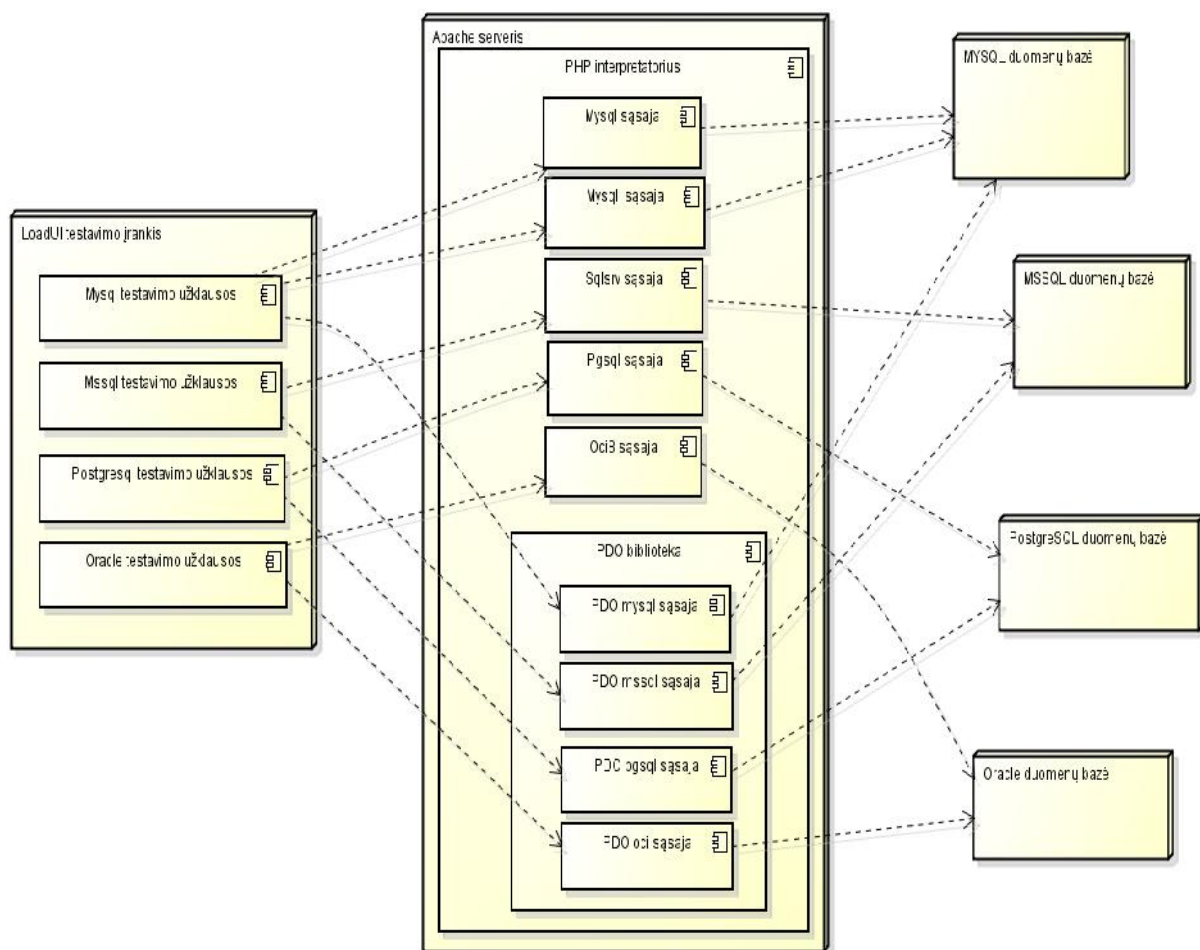 LoadUI testavimo įrankis
Mysql testavimo užklausos
Mssql testavimo užklausos
Postgresql testavimo užklausos
Oracle testavimo užklausos
Apache serveris
PHP interpretatorius
Mysql sąsaja
Mysqli sąsaja
Sqlsrv sąsaja
Pgsql sąsaja
Oci8 sąsaja
PDO biblioteka
PDO mysql sąsaja
PDO mssql sąsaja
PDO pgsql sąsaja
PDO oci sąsaja
MYSQL duomenų bazė
MSSQL duomenų bazė
PostgreSQL duomenų bazė
Oracle duomenų bazė